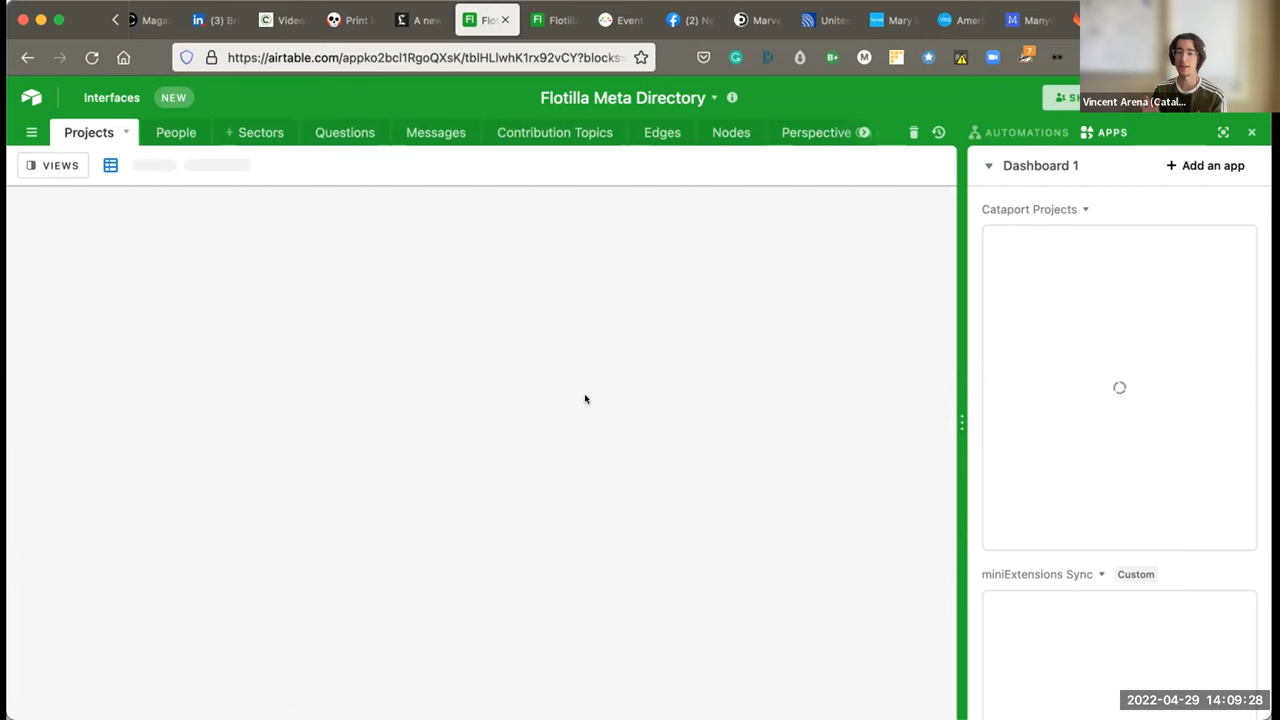 Maga
(3) Br
Video
Print
A new
Flo
Flotill
Event
(2) Ne
Marve
Unite
Mary
Amer
Many
https://airtable.com/appko2bcl1RgoQXsK/tblHLlwhK1rx92vCY?blocks=
7
Interfaces
NEW
Flotilla Meta Directory
Vincent Arena (Catal...
Projects
People
Sectors
Questions
Messages
Contribution Topics
Edges
Nodes
Perspective
AUTOMATIONS
APPS
VIEWS
Dashboard 1
+ Add an app
Cataport Projects
miniExtensions Sync
Custom
2022-04-29 14:09:28